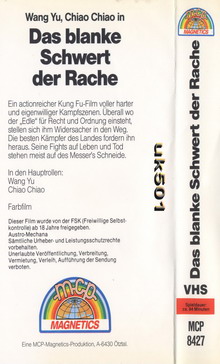 Wang Yu, Chiao Chiao in
Das blanke
Schwert
der Rache
Ein actionreicher Kung Fu-Film voller harter
und eigenwilliger Kampfszenen. Überall wo
der „Edle" für Recht und Ordnung einsteht,
stellen sich ihm Widersacher in den Weg.
Die besten Kämpfer des Landes fordern ihn
heraus. Seine Fights auf Leben und Tod
stehen meist auf des Messer's Schneide.
In den Hauptrollen:
Wang Yu
Chiao Chiao
Farbfilm
Dieser Film wurde von der FSK (Freiwillige Selbst-
kontrolle) ab 18 Jahre freigegeben.
Austro-Mechana
Sämtliche Urheber- und Leistungsschutzrechte
vorbehalten.
Unerlaubte Veröffentlichung, Verbreitung,
Vermietung, Verleih, Aufführung der Sendung
verboten.
M·C·P
MAGNETICS
Eine MCP-Magnetics-Produktion, A-6430 Ötztal.
uk501
MAGNETICS
Das blanke Schwert der Rache
VHS
Spieldauer
ca. 84 Minuten
MCP
8427